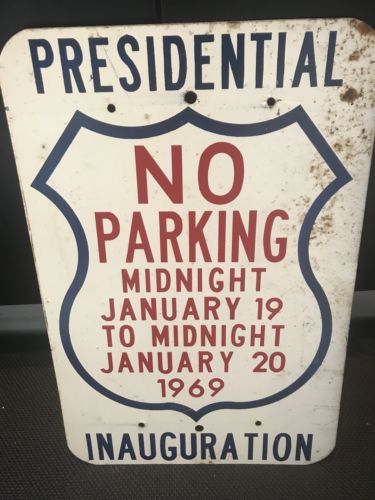 PRESIDENTIAL
NO
PARKING
MIDNIGHT
JANUARY 19
TO MIDNIGHT
JANUARY 20
1969
INAUGURATION